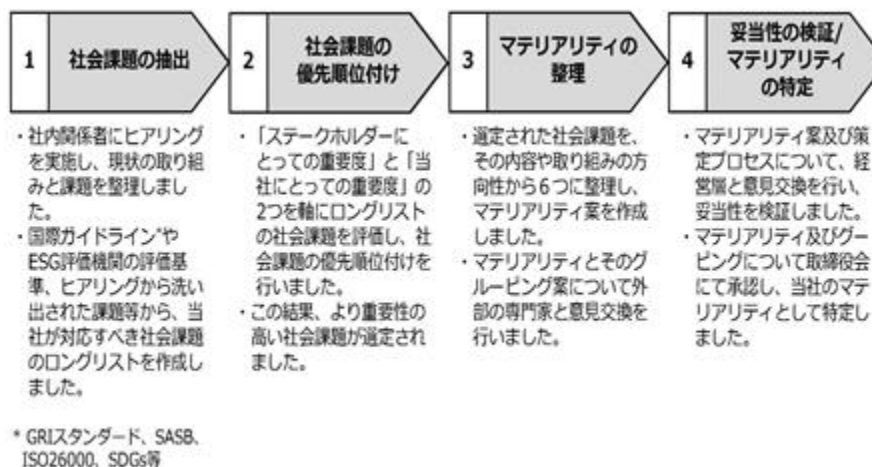 1
社会課題の抽出
・社内関係者にヒアリング
を実施し、現状の取り組
みと課題を整理しまし
た。
・国際ガイドライン*や
ESG評価機関の評価基
準、ヒアリングから洗い
出された課題等から、当
社が対応すべき社会課題
のロングリストを作成し
ました。
* GRIスタンダード、SASB、
ISO26000、SDGs等
2
社会課題の
優先順位付け
・「ステークホルダーに
とっての重要度」と「当
社にとっての重要度」の
2つを軸にロングリスト
の社会課題を評価し、社
会課題の優先順位付けを
行いました。
・この結果、より重要性の
高い社会課題が選定され
ました。
3
マテリアリティの
整理
・選定された社会課題を、
その内容や取り組みの方
向性から６つに整理し、
マテリアリティ案を作成
しました。
・マテリアリティとそのグ
ルーピング案について外
部の専門家と意見交換を
行いました。
4
妥当性の検証/
マテリアリティ
の特定
・マテリアリティ案及び策
定プロセスについて、経
営層と意見交換を行い、
妥当性を検証しました。
・マテリアリティ及びグルー
ピングについて取締役会
にて承認し、当社のマテ
リアリティとして特定し
ました。